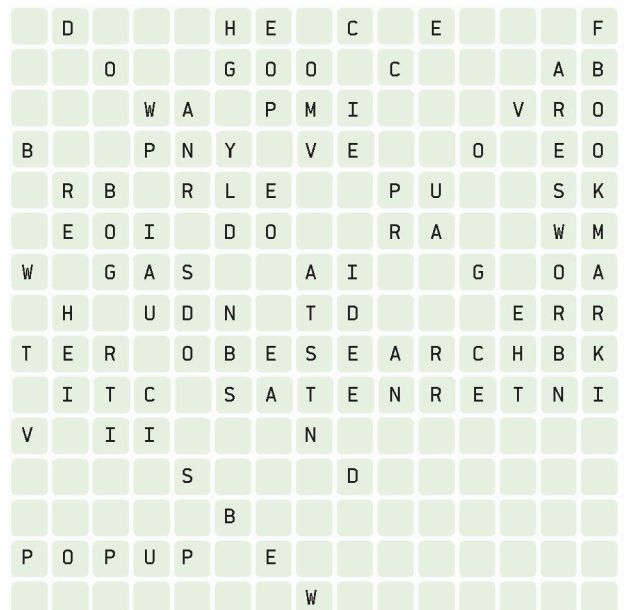 D H E C E F
O G O O C A B
W A P M I V R O
B P N Y V E O E O
R B R L E P U S K
E O I D O R A W M
W G A S A I G O A
H U D N T D E R R
T E R O B E S E A R C H B K
I T C S A T E N R E T N I
V I I N
S D
B
P O P U P E
W